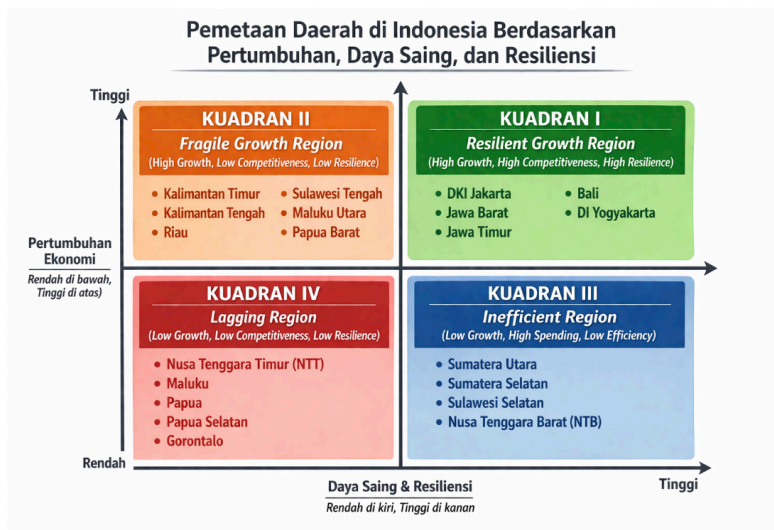 Pemetaan Daerah di Indonesia Berdasarkan
Pertumbuhan, Daya Saing, dan Resiliensi
Tinggi
KUADRAN II
Fragile Growth Region
(High Growth, Low Competitiveness, Low Resilience)
• Kalimantan Timur
• Kalimantan Tengah
• Riau
• Sulawesi Tengah
• Maluku Utara
• Papua Barat
KUADRAN I
Resilient Growth Region
(High Growth, High Competitiveness, High Resilience)
• DKI Jakarta
• Jawa Barat
• Jawa Timur
• Bali
• DI Yogyakarta
Pertumbuhan
Ekonomi
Rendah di bawah,
Tinggi di atas)
KUADRAN IV
Lagging Region
(Low Growth, Low Competitiveness, Low Resilience)
• Nusa Tenggara Timur (NTT)
• Maluku
• Papua
• Papua Selatan
• Gorontalo
KUADRAN III
Inefficient Region
(Low Growth, High Spending, Low Efficiency)
• Sumatera Utara
• Sumatera Selatan
• Sulawesi Selatan
• Nusa Tenggara Barat (NTB)
Rendah
Daya Saing & Resiliensi
Rendah di kiri, Tinggi di kanan
Tinggi